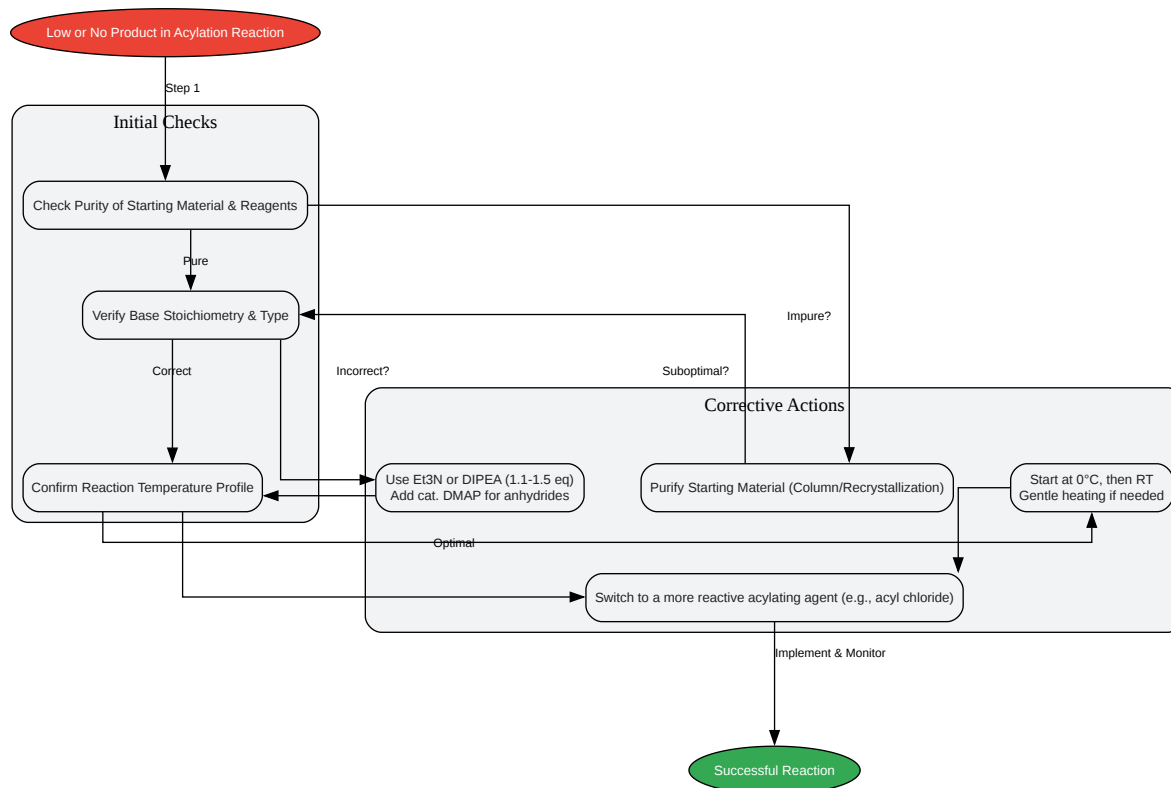 Low or No Product in Acylation Reaction
Step 1
Initial Checks
Check Purity of Starting Material & Reagents
Pure
Verify Base Stoichiometry & Type
Impure?
Correct
Incorrect?
Suboptimal?
Corrective Actions
Confirm Reaction Temperature Profile
Use Et3N or DIPEA (1.1-1.5 eq)
Add cat. DMAP for anhydrides
Purify Starting Material (Column/Recrystallization)
Start at 0°C, then RT
Gentle heating if needed
Optimal
Switch to a more reactive acylating agent (e.g., acyl chloride)
Implement & Monitor
Successful Reaction